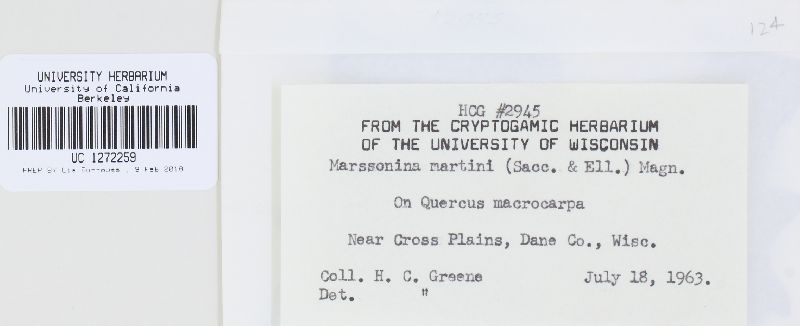 124
UNIVERSITY HERBARIUM
University of California
Berkeley
UC 1272259
HCG #2945
FROM THE CRYPTOGAMIC HERBARIUM
OF THE UNIVERSITY OF WISCONSIN
Marssonina martini (Sacc. & Ell.) Magn.
On Quercus macrocarpa
Near Cross Plains, Dane Co., Wisc.
Coll. H. C. Greene July 18, 1963.
Det. "